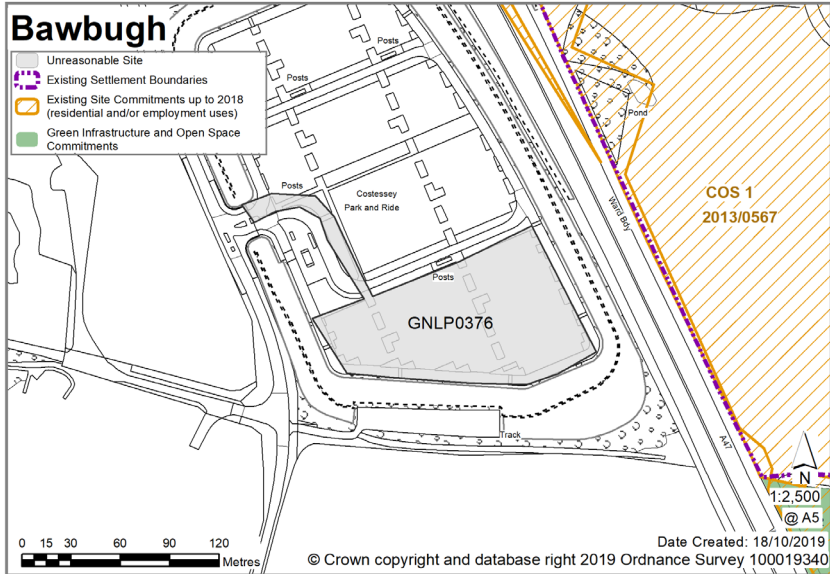 Bawbugh
Unreasonable Site
Existing Settlement Boundaries
Existing Site Commitments up to 2018
(residential and/or employment uses)
Green Infrastructure and Open Space
Commitments
Posts
Posts
Posts
Costessey
Park and Ride
Posts
GNLP0376
Track
Pond
Ward Bdy
COS 1
2013/0567
A47
N
1:2,500
@ A5
0 15 30 60 90 120
Metres
Date Created: 18/10/2019
© Crown copyright and database right 2019 Ordnance Survey 100019340